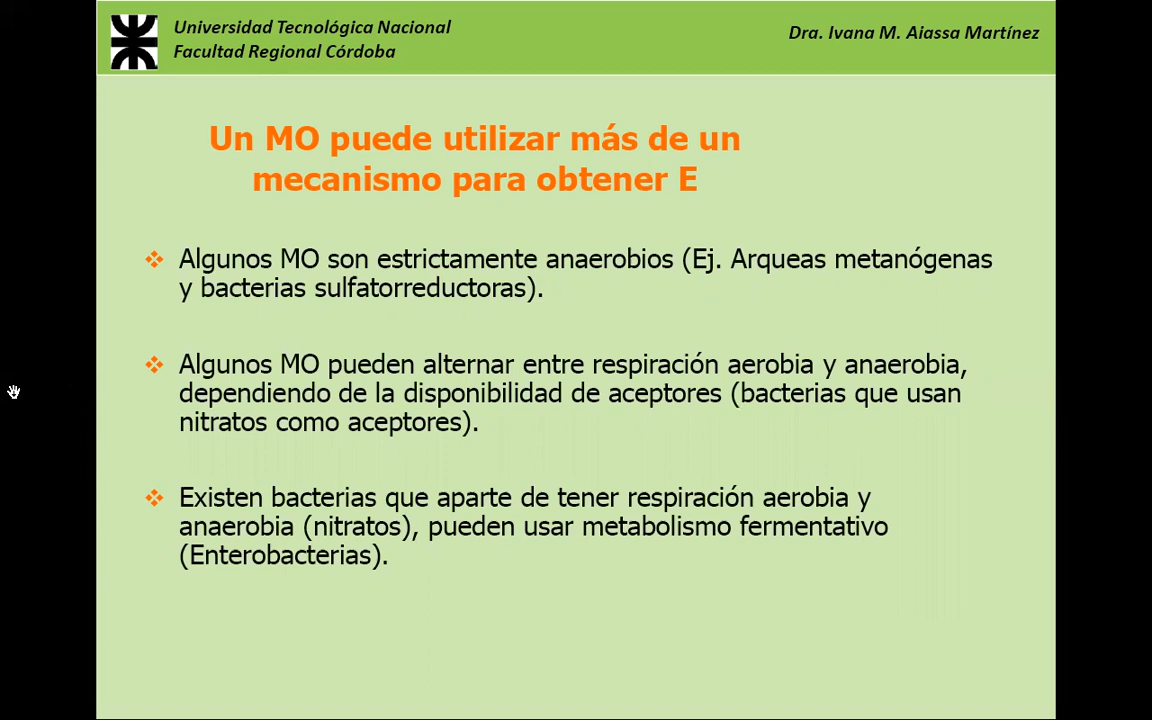 Universidad Tecnológica Nacional
Facultad Regional Córdoba
Dra. Ivana M. Aiassa Martínez
Un MO puede utilizar más de un
mecanismo para obtener E
Algunos MO son estrictamente anaerobios (Ej. Arqueas metanógenas
y bacterias sulfatorreductoras).
Algunos MO pueden alternar entre respiración aerobia y anaerobia,
dependiendo de la disponibilidad de aceptores (bacterias que usan
nitratos como aceptores).
Existen bacterias que aparte de tener respiración aerobia y
anaerobia (nitratos), pueden usar metabolismo fermentativo
(Enterobacterias).